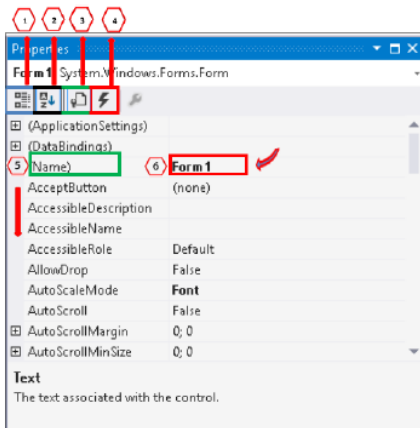 1 2 3 4
Properties
Form1 System.Windows.Forms.Form
(ApplicationSettings)
(DataBindings)
5 (Name) 6 Form1
AcceptButton (none)
AccessibleDescription
AccessibleName
AccessibleRole Default
AllowDrop False
AutoScaleMode Font
AutoScroll False
AutoScrollMargin 0; 0
AutoScrollMinSize 0; 0
Text
The text associated with the control.